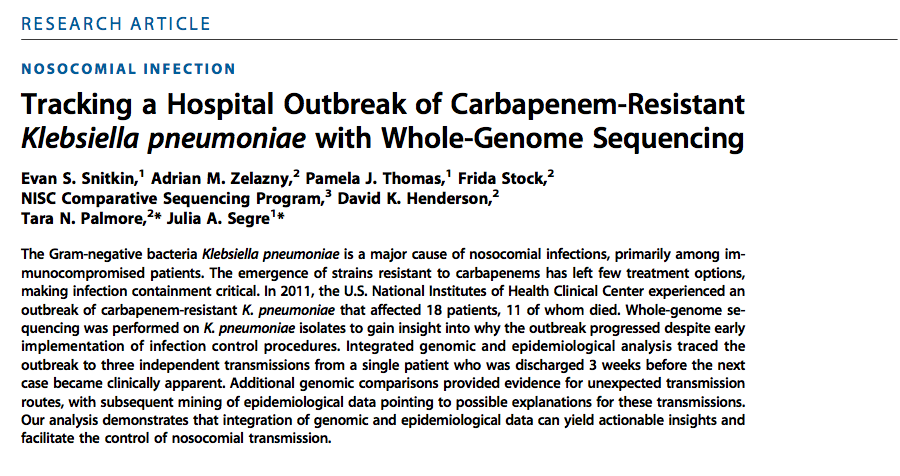 RESEARCH ARTICLE
NOSOCOMIAL INFECTION
Tracking a Hospital Outbreak of Carbapenem-Resistant
Klebsiella pneumoniae with Whole-Genome Sequencing
Evan S. Snitkin,¹ Adrian M. Zelazny,² Pamela J. Thomas,¹ Frida Stock,²
NISC Comparative Sequencing Program,³ David K. Henderson,²
Tara N. Palmore,²* Julia A. Segre¹*
The Gram-negative bacteria Klebsiella pneumoniae is a major cause of nosocomial infections, primarily among im-
munocompromised patients. The emergence of strains resistant to carbapenems has left few treatment options,
making infection containment critical. In 2011, the U.S. National Institutes of Health Clinical Center experienced an
outbreak of carbapenem-resistant K. pneumoniae that affected 18 patients, 11 of whom died. Whole-genome se-
quencing was performed on K. pneumoniae isolates to gain insight into why the outbreak progressed despite early
implementation of infection control procedures. Integrated genomic and epidemiological analysis traced the
outbreak to three independent transmissions from a single patient who was discharged 3 weeks before the next
case became clinically apparent. Additional genomic comparisons provided evidence for unexpected transmission
routes, with subsequent mining of epidemiological data pointing to possible explanations for these transmissions.
Our analysis demonstrates that integration of genomic and epidemiological data can yield actionable insights and
facilitate the control of nosocomial transmission.